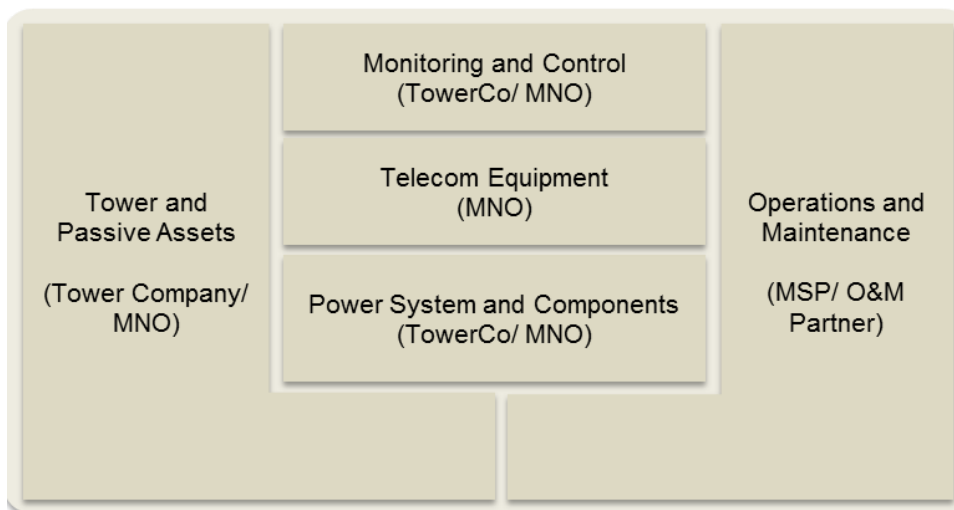 Tower and
Passive Assets
(Tower Company/
MNO)
Monitoring and Control
(TowerCo/ MNO)
Telecom Equipment
(MNO)
Power System and Components
(TowerCo/ MNO)
Operations and
Maintenance
(MSP/ O&M
Partner)